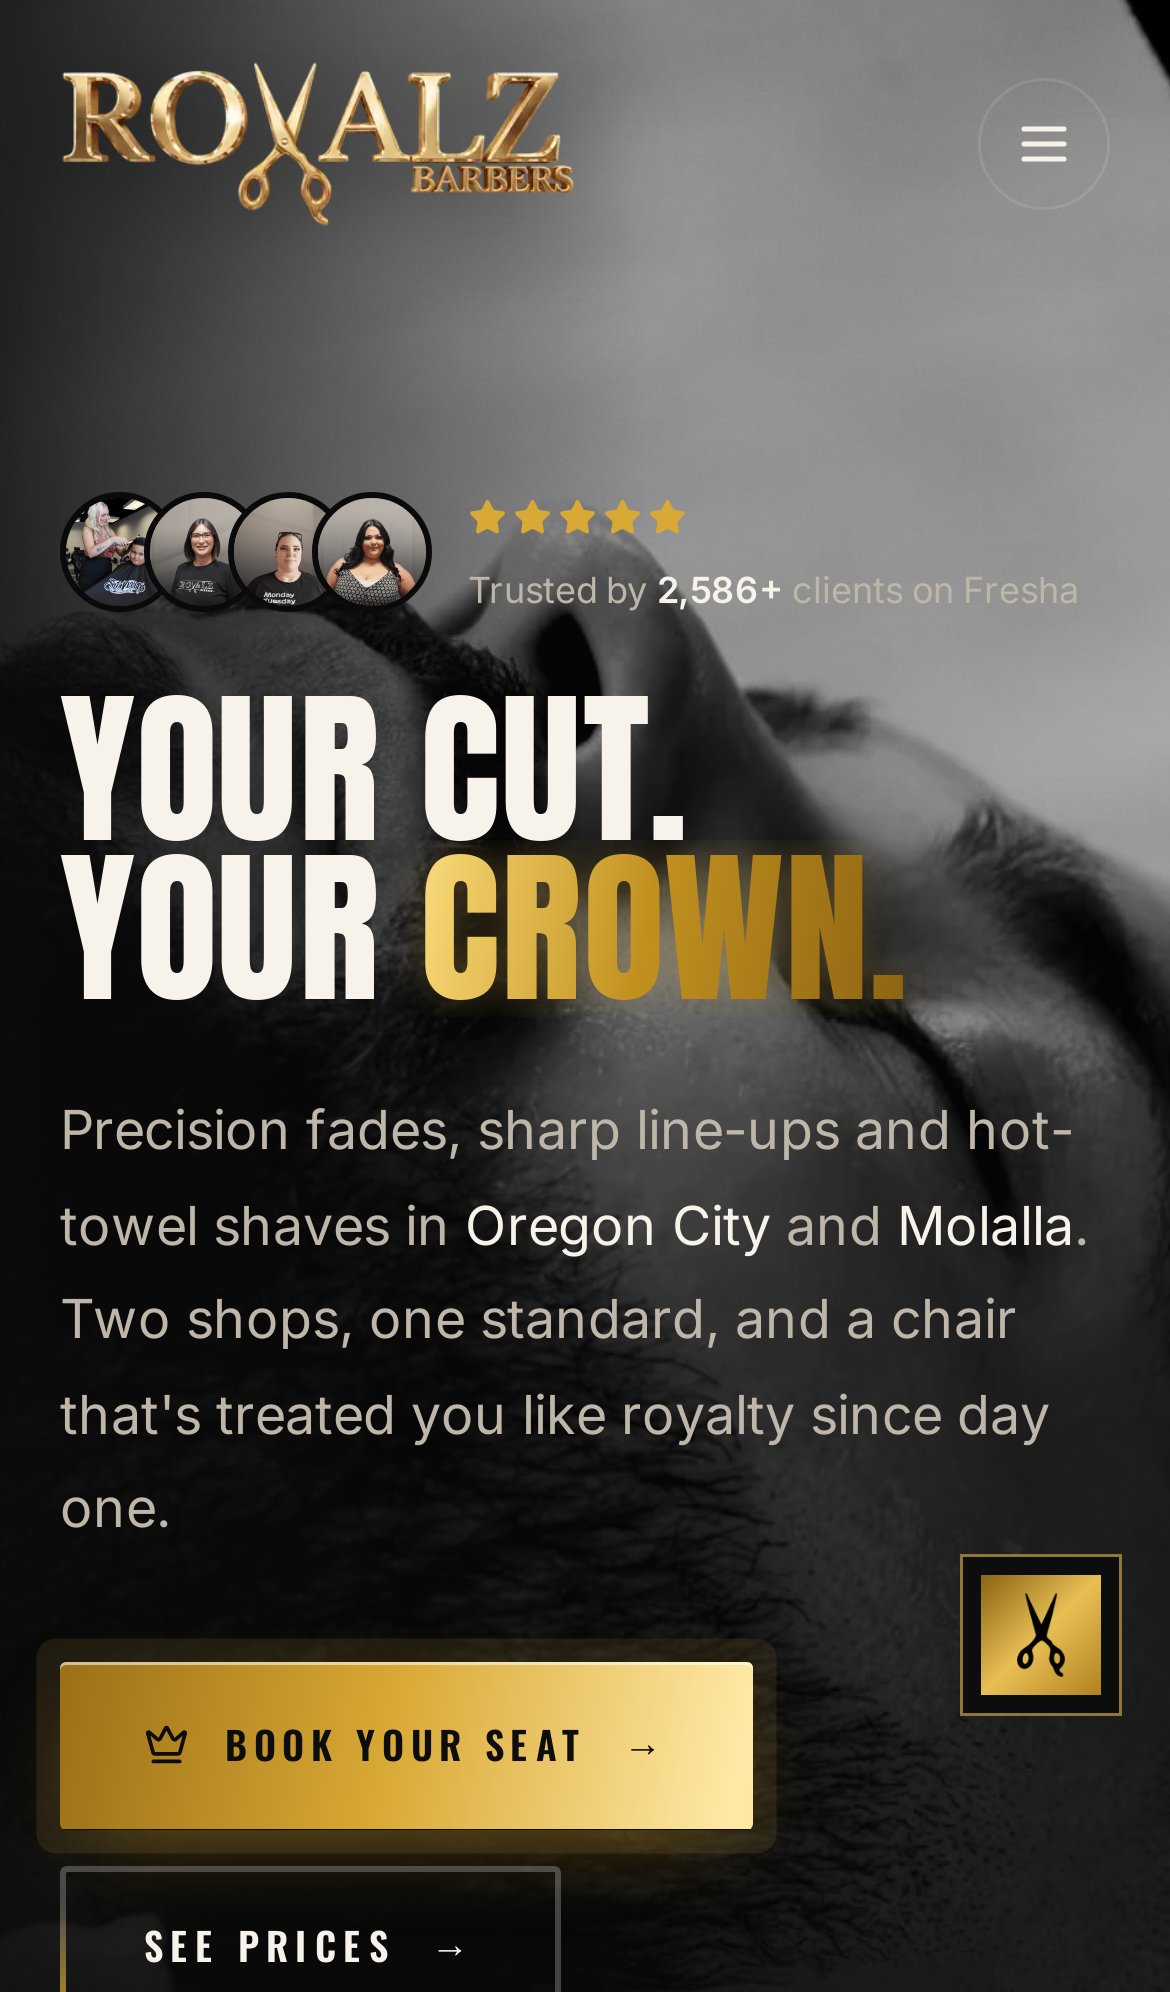 ROYALZ
BARBERS
Trusted by 2,586+ clients on Fresha
Monday
Tuesday
YOUR CUT.
YOUR CROWN.
Precision fades, sharp line-ups and hot-
towel shaves in Oregon City and Molalla.
Two shops, one standard, and a chair
that's treated you like royalty since day
one.
BOOK YOUR SEAT →
SEE PRICES →